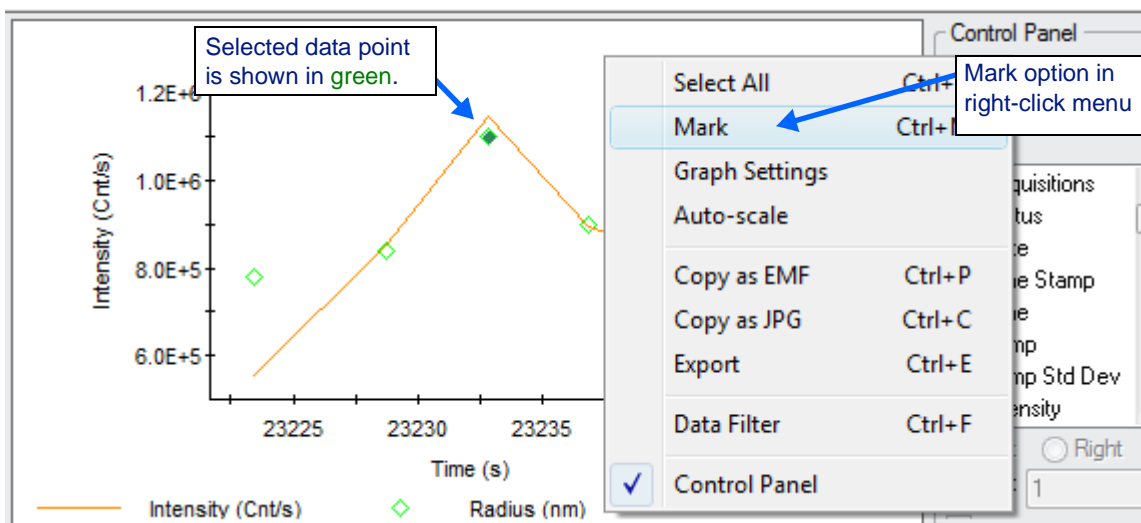 Selected data point
is shown in green.
Control Panel
Mark option in
right-click menu
Select All
Mark
Graph Settings
Auto-scale
Copy as EMF Ctrl+P
Copy as JPG Ctrl+C
Export Ctrl+E
Data Filter Ctrl+F
Control Panel
Intensity (Cnt/s)
1.0E+6
8.0E+5
6.0E+5
23225 23230 23235
Time (s)
Intensity (Cnt/s) Radius (nm)
Std Dev
Stamp
Right
1